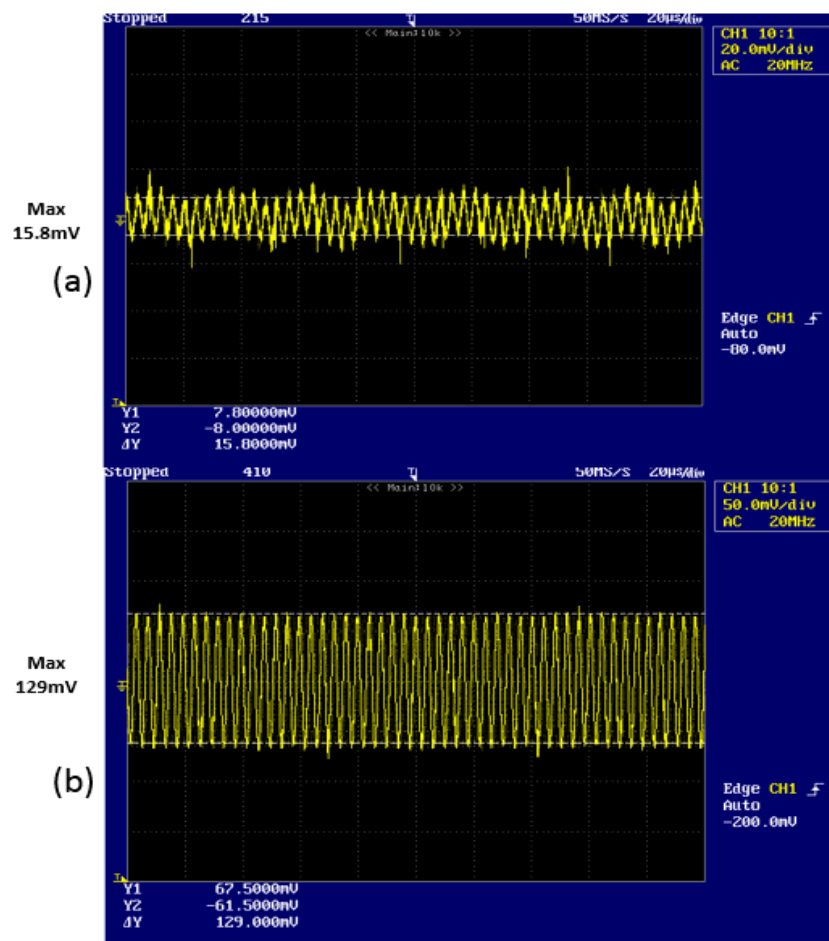 Stopped 215 50MS/s 20µs/div
<< Main:10k >>
CH1 10:1
20.0mV/div
AC 20MHz
Max
15.8mV
(a)
Edge CH1
Auto
-80.0mV
Y1 7.80000mV
Y2 -8.00000mV
ΔY 15.8000mV
Stopped 410 50MS/s 20µs/div
<< Main:10k >>
CH1 10:1
50.0mV/div
AC 20MHz
Max
129mV
(b)
Edge CH1
Auto
-200.0mV
Y1 67.5000mV
Y2 -61.5000mV
ΔY 129.000mV